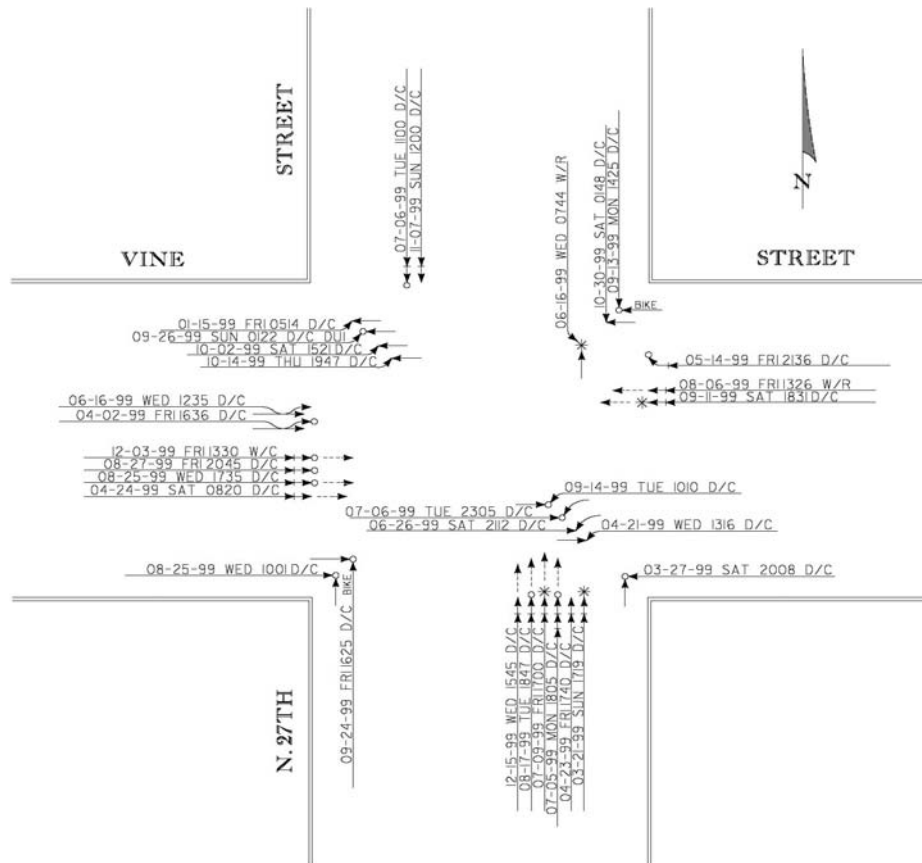 STREET
VINE
STREET
N
N. 27TH
07-06-99 TUE 1100 D/C
11-07-99 SUN 1200 D/C
06-16-99 WED 0744 W/R
10-30-99 SAT 0148 D/C
09-13-99 MON 1425 D/C
BIKE
01-15-99 FRI 0514 D/C
09-26-99 SUN 0122 D/C DUI
10-02-99 SAT 1521 D/C
10-14-99 THU 1947 D/C
05-14-99 FRI 2136 D/C
08-06-99 FRI 1326 W/R
09-11-99 SAT 1831 D/C
06-16-99 WED 1235 D/C
04-02-99 FRI 1636 D/C
12-03-99 FRI 1330 W/C
08-27-99 FRI 2045 D/C
08-25-99 WED 1735 D/C
04-24-99 SAT 0820 D/C
09-14-99 TUE 1010 D/C
07-06-99 TUE 2305 D/C
06-26-99 SAT 2112 D/C
04-21-99 WED 1316 D/C
08-25-99 WED 1001 D/C
03-27-99 SAT 2008 D/C
BIKE
09-24-99 FRI 1625 D/C
12-15-99 WED 1545 D/C
08-17-99 TUE 1847 D/C
07-09-99 FRI 1700 D/C
07-05-99 MON 1805 D/C
04-23-99 FRI 1740 D/C
03-21-99 SUN 1719 D/C